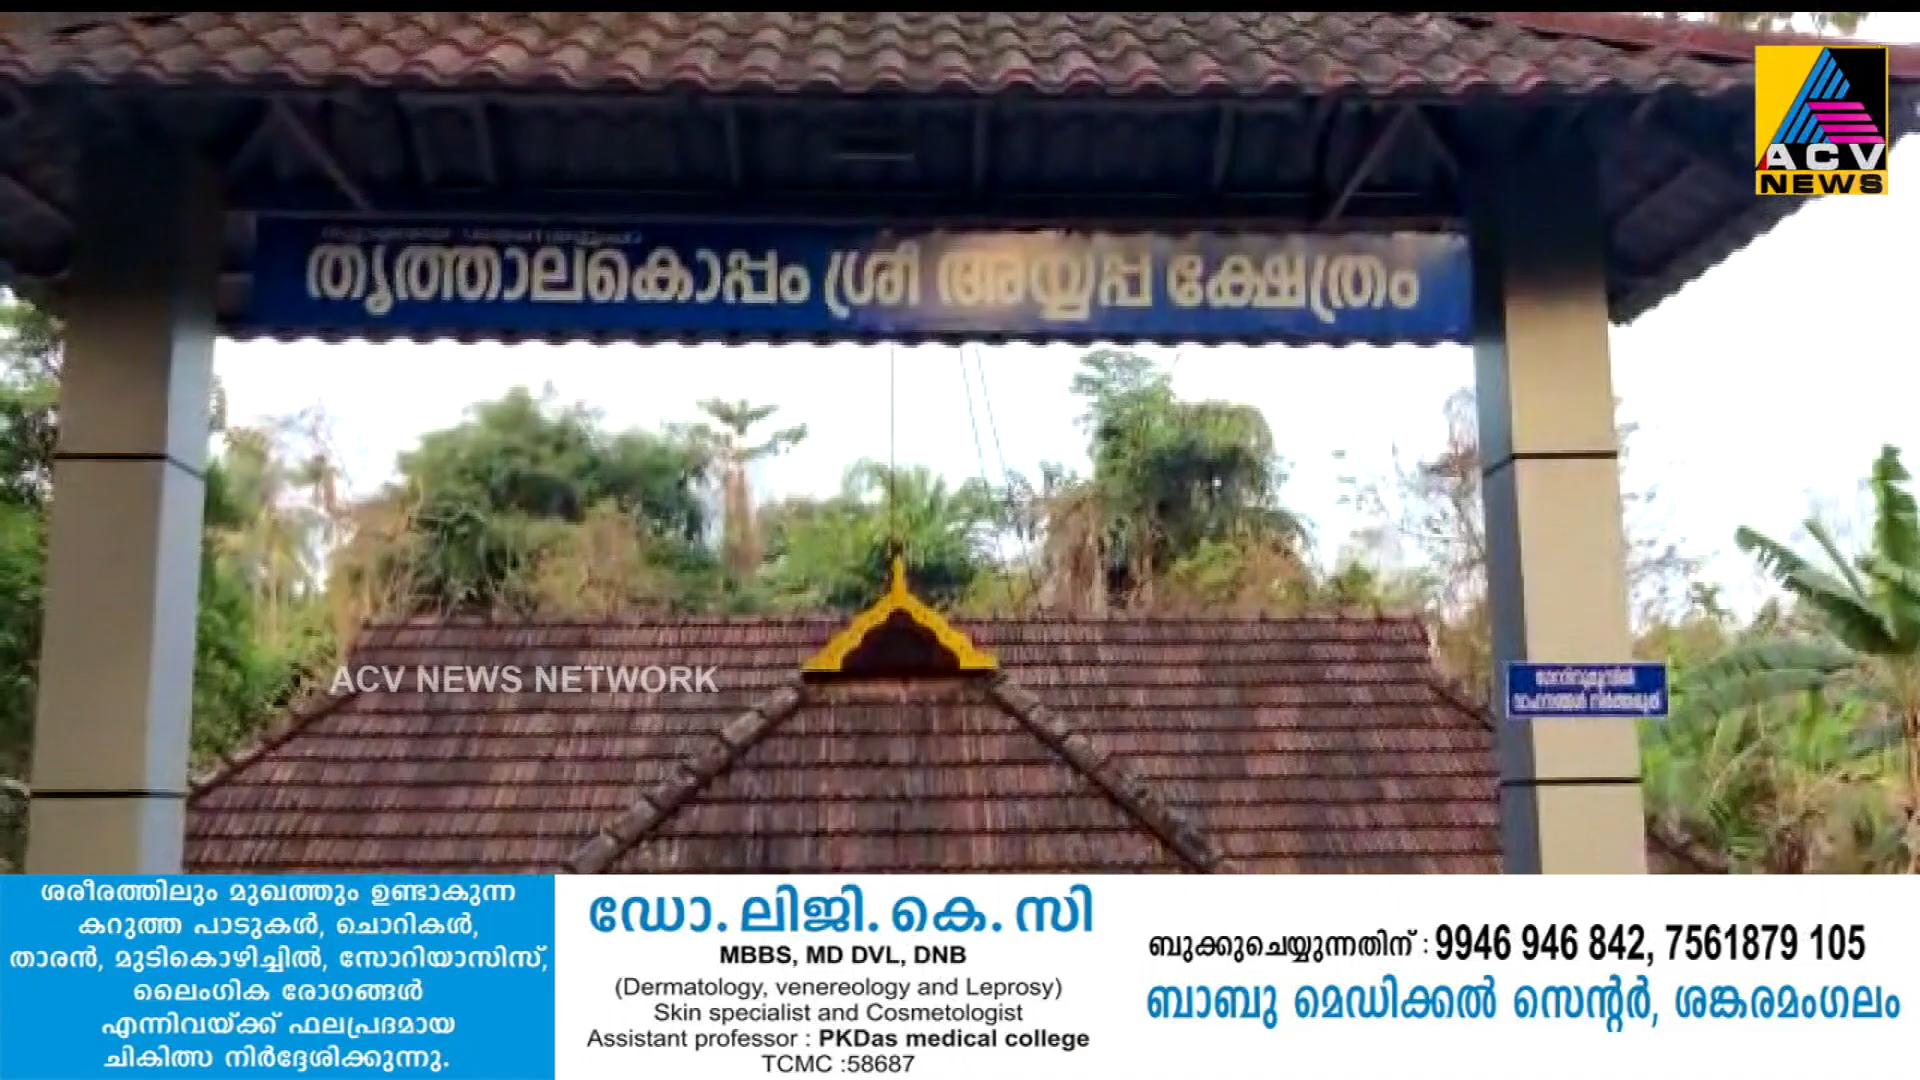 ACV
NEWS
തൃത്താലകൊപ്പം ശ്രീ അയ്യപ്പ ക്ഷേത്രം
ACV NEWS NETWORK
ശരീരത്തിലും മുഖത്തും ഉണ്ടാകുന്ന
കറുത്ത പാടുകൾ, ചൊറികൾ,
താരൻ, മുടികൊഴിച്ചിൽ, സോറിയാസിസ്,
ലൈംഗിക രോഗങ്ങൾ
എന്നിവയ്ക്ക് ഫലപ്രദമായ
ചികിത്സ നിർദ്ദേശിക്കുന്നു.
ഡോ. ലിജി. കെ. സി
MBBS, MD DVL, DNB
(Dermatology, venereology and Leprosy)
Skin specialist and Cosmetologist
Assistant professor : PKDas medical college
TCMC :58687
ബുക്കുചെയ്യുന്നതിന് : 9946 946 842, 7561879 105
ബാബു മെഡിക്കൽ സെന്റർ, ശങ്കരമംഗലം